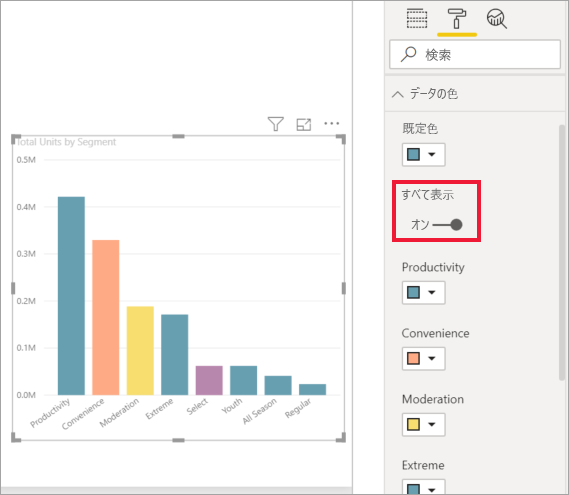 検索
データの色
既定色
すべて表示
オン
Productivity
Convenience
Moderation
Extreme
Total Units by Segment
0.5M
0.4M
0.3M
0.2M
0.1M
0.0M
Productivity
Convenience
Moderation
Extreme
Select
Youth
All Season
Regular